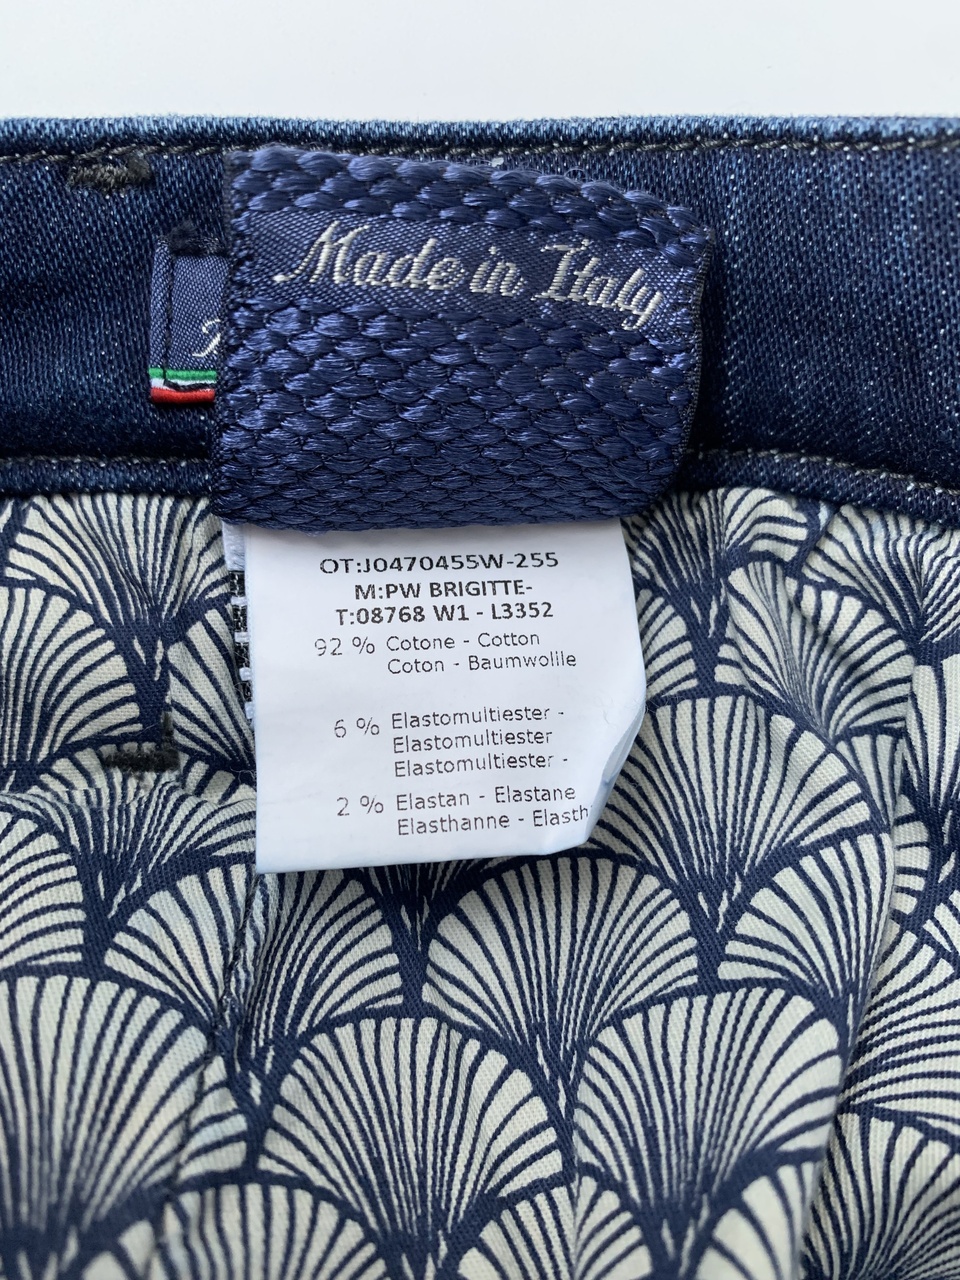 Made in Italy
OT:J0470455W-255
M:PW BRIGITTE-
T:08768 W1 - L3352
92 % Cotone - Cotton
Coton - Baumwollle
6 % Elastomultiester -
Elastomultiester
Elastomultiester -
2 % Elastan - Elastane
Elasthanne -